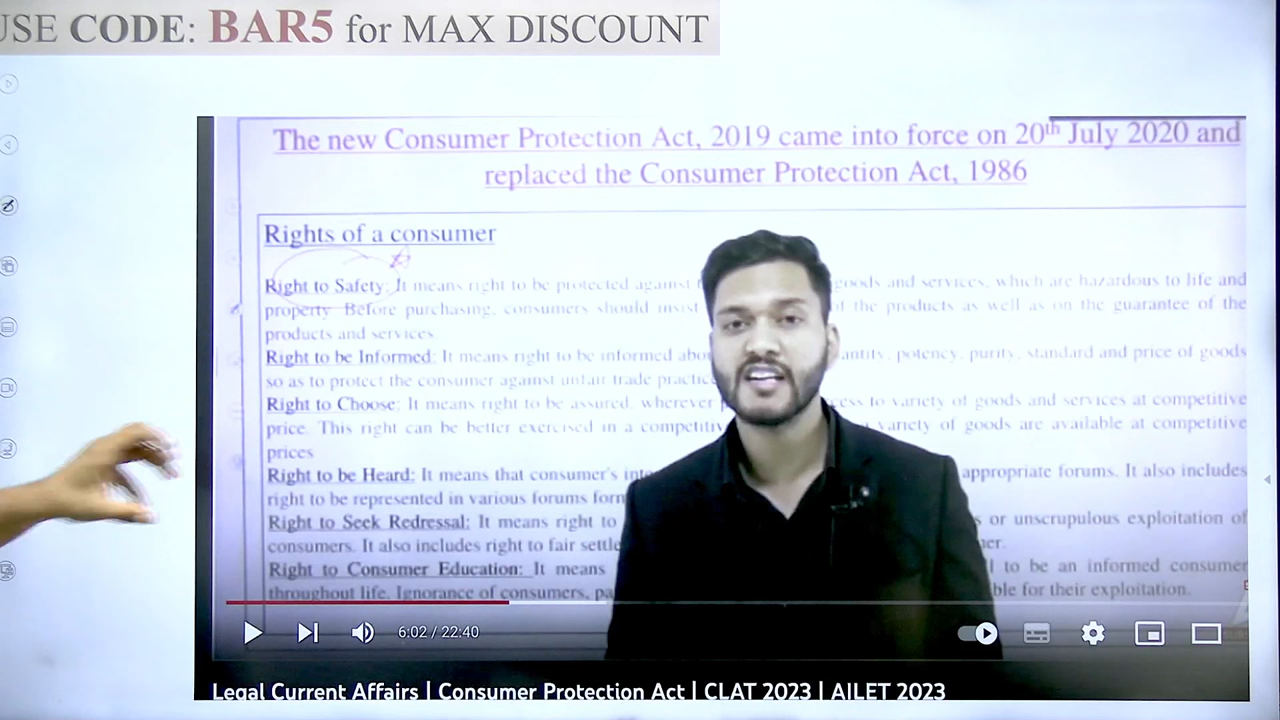 USE CODE: BAR5 for MAX DISCOUNT
The new Consumer Protection Act, 2019 came into force on 20th July 2020 and
replaced the Consumer Protection Act, 1986
Rights of a consumer
Right to Safety: It means right to be protected against goods and services, which are hazardous to life and
property Before purchasing, consumers should insist of the products as well as on the guarantee of the
products and services
Right to be Informed: It means right to be informed potency, purity, standard and price of goods
so as to protect the consumer against unfair trade
Right to Choose: It means right to be assured, wherever to variety of goods and services at competitive
price. This right can be better exercised in a variety of goods are available at competitive
prices
Right to be Heard: It means that consumer's appropriate forums. It also includes
right to be represented in various forums
Right to Seek Redressal: It means right to or unscrupulous exploitation of
consumers. It also includes right to fair
Right to Consumer Education: It means to be an informed consumer
throughout life. Ignorance of consumers, for their exploitation.
6:02 / 22:40
Legal Current Affairs | Consumer Protection Act | CLAT 2023 | AILET 2023